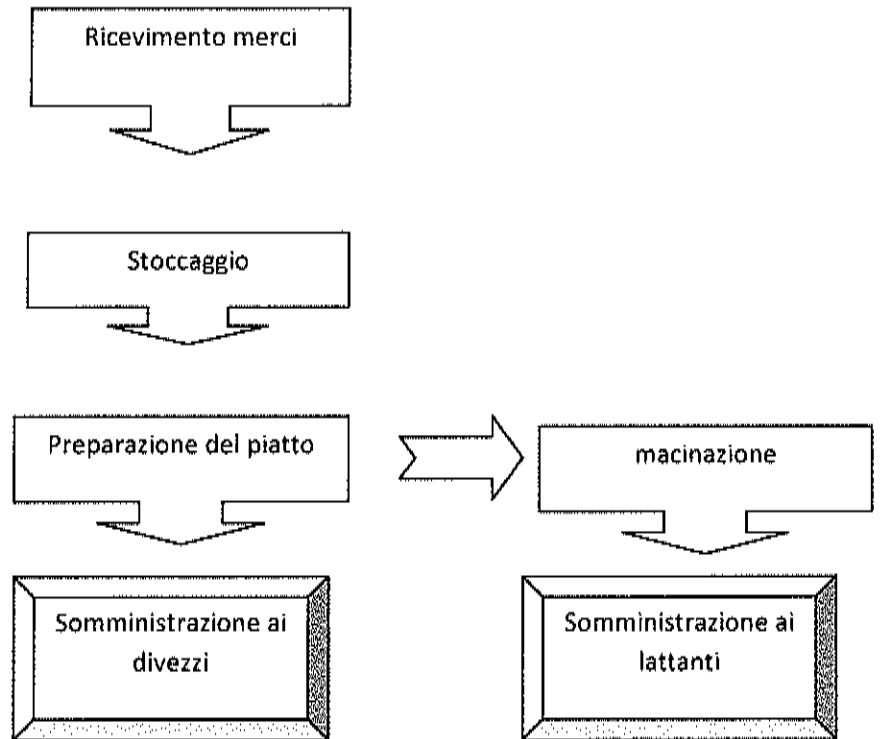 Ricevimento merci
Stoccaggio
Preparazione del piatto
macinazione
Somministrazione ai
divezzi
Somministrazione ai
lattanti